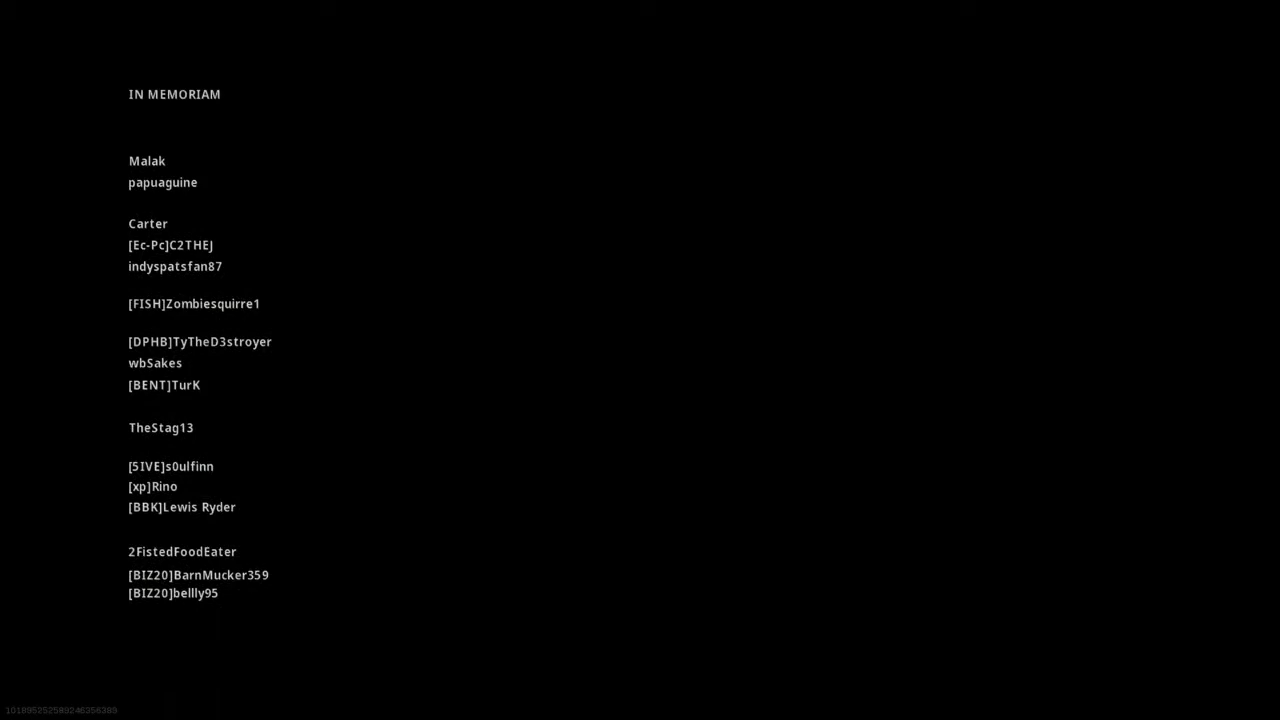 IN MEMORIAM
Malak
papuaguine
Carter
[Ec-Pc]C2THEJ
indyspatsfan87
[FISH]Zombiesquirre1
[DPHB]TyTheD3stroyer
wbSakes
[BENT]TurK
TheStag13
[5IVE]s0ulfinn
[xp]Rino
[BBK]Lewis Ryder
2FistedFoodEater
[BIZ20]BarnMucker359
[BIZ20]bellly95